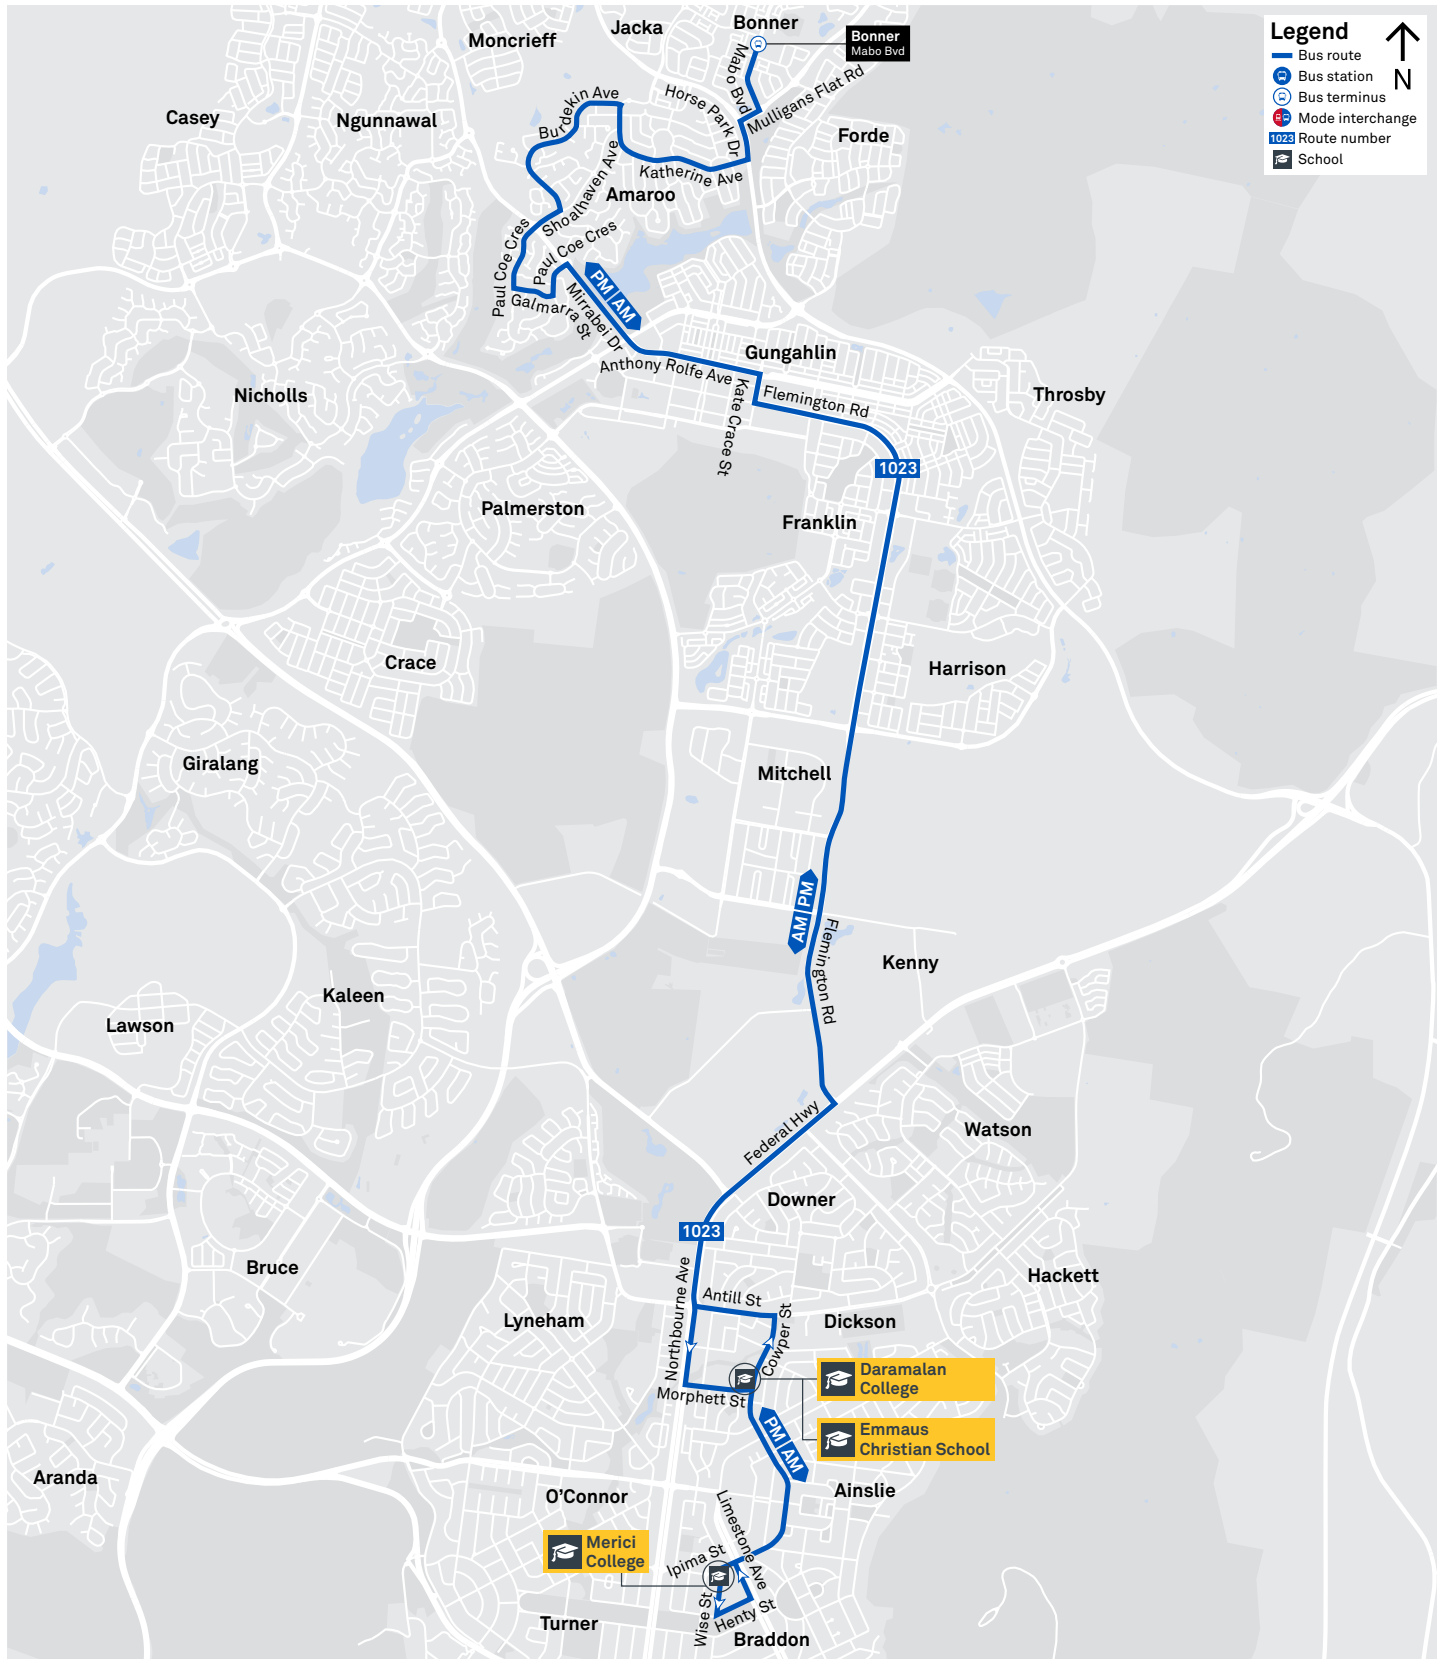 Jacka
Bonner
Moncrieff
Bonner
Mabo Bvd
Legend
N
Bus route
Bus station
Bus terminus
Mode interchange
1023 Route number
School
Casey
Ngunnawal
Burdekin Ave
Horse Park Dr
Mabo Bvd
Mulligans Flat Rd
Forde
Katherine Ave
Shoalhaven Ave
Amaroo
Paul Coe Cres
Paul Coe Cres
Galmarra St
Mirrabei Dr
PM | AM
Gungahlin
Anthony Rolfe Ave
Kate Crace St
Flemington Rd
Nicholls
Throsby
1023
Palmerston
Franklin
Crace
Harrison
Giralang
Mitchell
AM | PM
Flemington Rd
Kenny
Kaleen
Lawson
Federal Hwy
Watson
Downer
1023
Bruce
Hackett
Northbourne Ave
Antill St
Cowper St
Lyneham
Dickson
Morphett St
Daramalan
College
Emmaus
Christian School
PM | AM
Aranda
Ainslie
O'Connor
Limestone Ave
Merici
College
Ipima St
Wise St
Henty St
Turner
Braddon